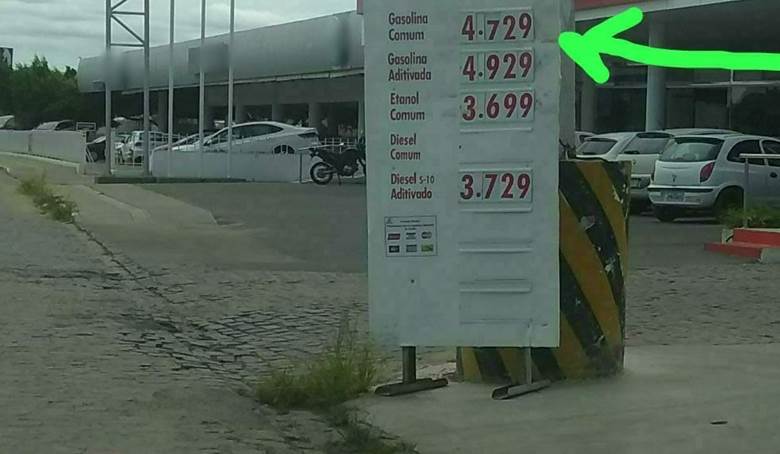 Gasolina
Comum 4.729
Gasolina
Aditivada 4.929
Etanol
Comum 3.699
Diesel
Comum
Diesel S-10
Aditivado 3.729